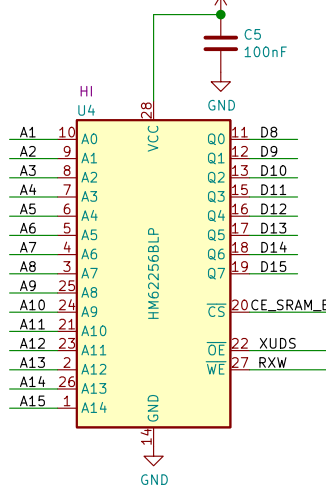 C5
100nF
GND
HI
U4
28
VCC
A1 10 A0 Q0 11 D8
A2 9 A1 Q1 12 D9
A3 8 A2 Q2 13 D10
A4 7 A3 Q3 15 D11
A5 6 A4 Q4 16 D12
A6 5 A5 Q5 17 D13
A7 4 A6 Q6 18 D14
A8 3 A7 Q7 19 D15
A9 25 A8
A10 24 A9 CS 20 CE_SRAM_
A11 21 A10
A12 23 A11 OE 22 XUDS
A13 2 A12 WE 27 RXW
A14 26 A13
A15 1 A14
HM62256BLP
GND
14
GND